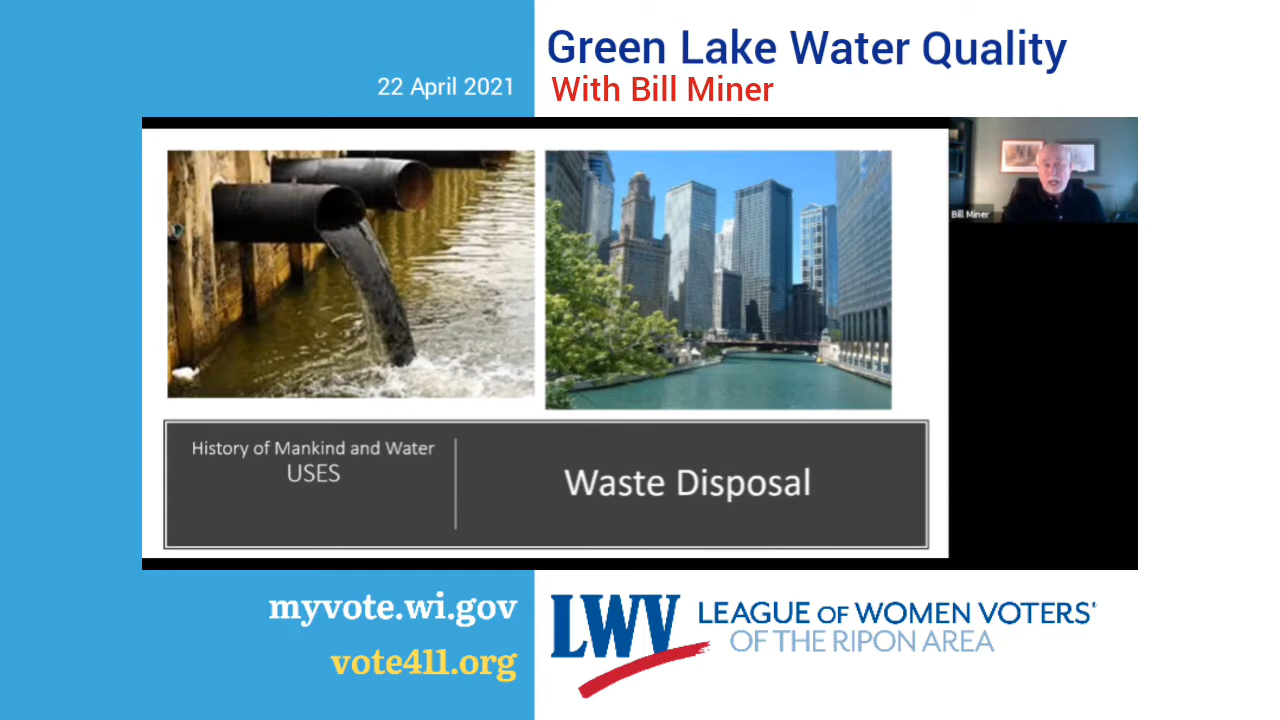 Green Lake Water Quality
22 April 2021
With Bill Miner
Bill Miner
History of Mankind and Water
USES
Waste Disposal
myvote.wi.gov
vote411.org
LWV
LEAGUE OF WOMEN VOTERS'
OF THE RIPON AREA